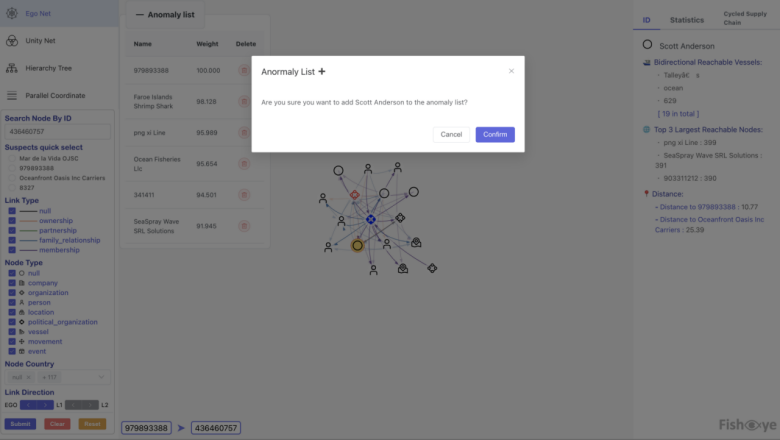 Ego Net
Unity Net
Hierarchy Tree
Parallel Coordinate
Search Node By ID
436460757
Suspects quick select
Mar de la Vida OJSC
979893388
Oceanfront Oasis Inc Carriers
8327
Link Type
null
ownership
partnership
family_relationship
membership
Node Type
null
company
organization
person
location
political_organization
vessel
movement
event
Node Country
null ×
+ 117
Link Direction
EGO
L1
L2
Submit
Clear
Reset
— Anomaly list
Name Weight Delete
979893388 100.000
Faroe Islands
Shrimp Shark
98.128
png xi Line 95.969
Ocean Fisheries
Llc
95.654
341411 94.501
SeaSpray Wave
SRL Solutions
91.845
Anormaly List +
×
Are you sure you want to add Scott Anderson to the anomaly list?
Cancel
Confirm
979893388
436460757
ID
Statistics
Cycled Supply
Chain
Scott Anderson
Bidirectional Reachable Vessels:
- Talleyâ€ s
- ocean
- 629
[ 19 in total ]
Top 3 Largest Reachable Nodes:
- png xi Line : 399
- SeaSpray Wave SRL Solutions :
391
- 903311212 : 390
Distance:
- Distance to 979893388 : 10.77
- Distance to Oceanfront Oasis Inc
Carriers : 25.39
Fisheye